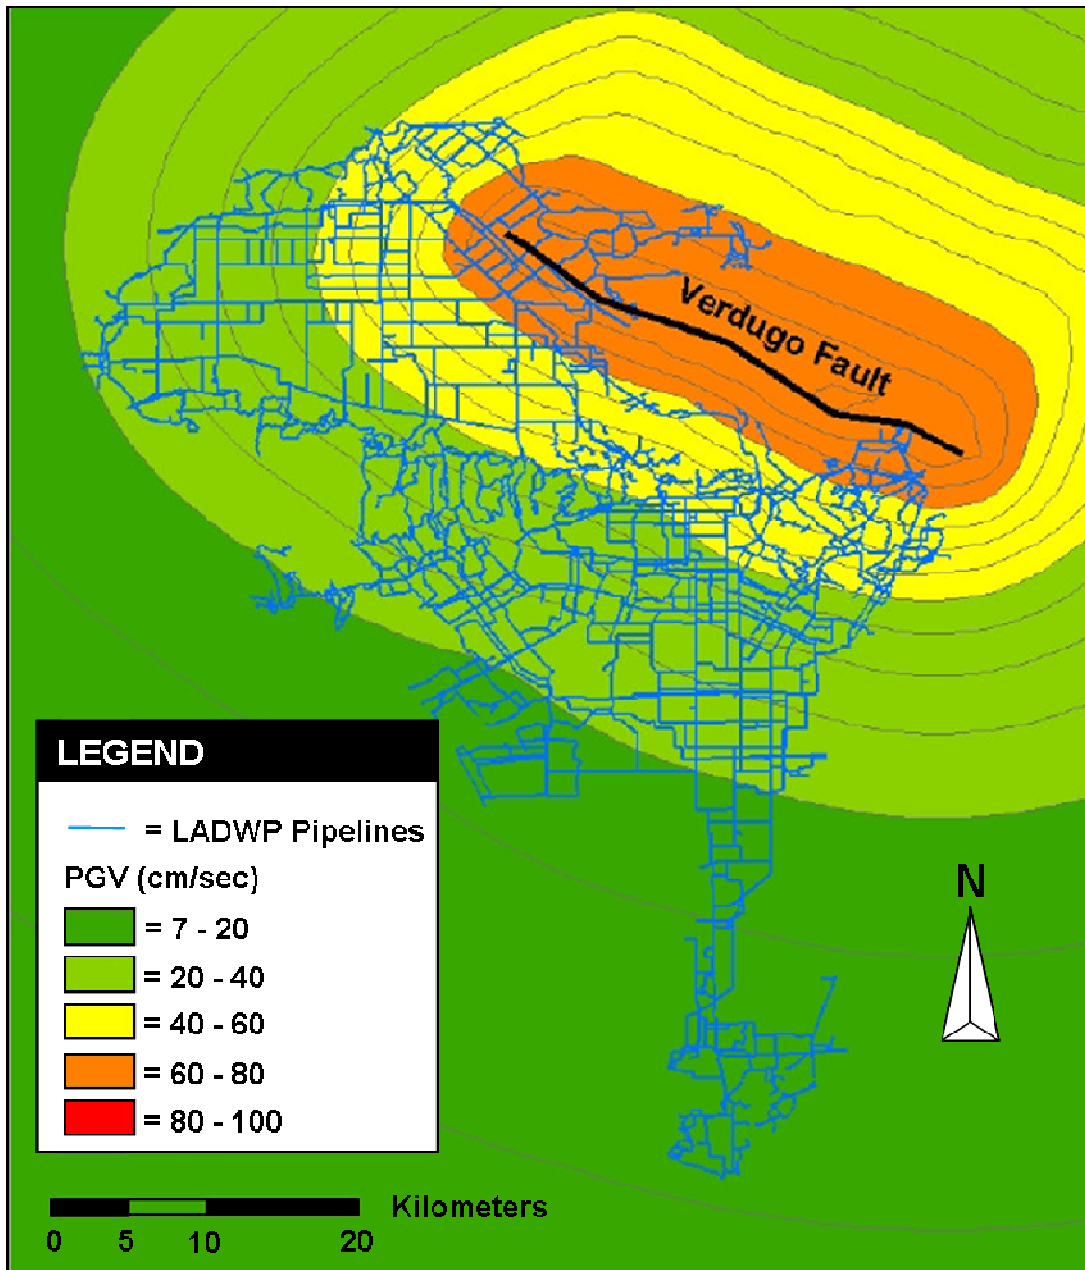 Verdugo Fault
LEGEND
= LADWP Pipelines
PGV (cm/sec)
= 7 - 20
= 20 - 40
= 40 - 60
= 60 - 80
= 80 - 100
N
Kilometers
0 5 10 20